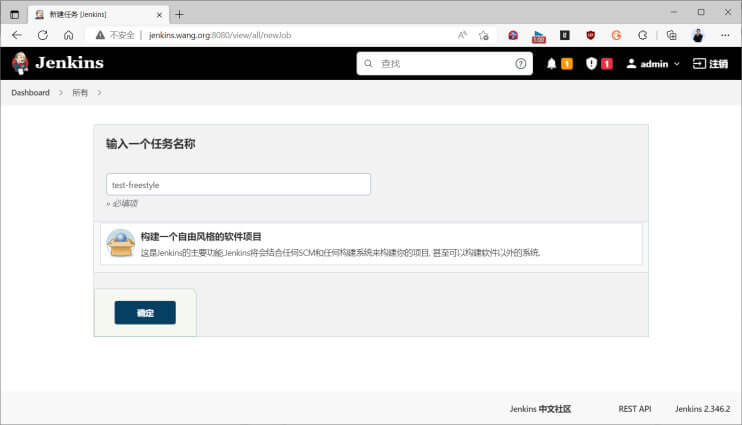 新建任务 [Jenkins]
不安全 | jenkins.wang.org:8080/view/all/newJob
Jenkins
查找
1
1
admin
注销
Dashboard
所有
输入一个任务名称
test-freestyle
» 必填项
构建一个自由风格的软件项目
这是Jenkins的主要功能.Jenkins将会结合任何SCM和任何构建系统来构建你的项目, 甚至可以构建软件以外的系统.
确定
Jenkins 中文社区
REST API
Jenkins 2.346.2